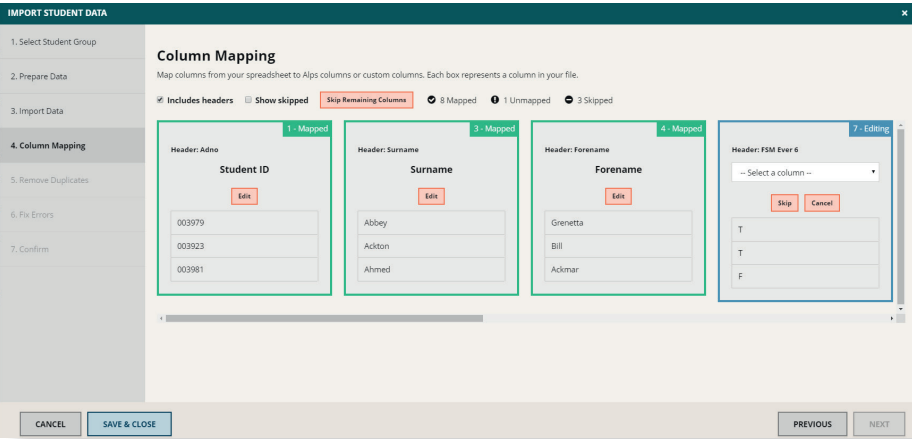 IMPORT STUDENT DATA ×
1. Select Student Group
2. Prepare Data
3. Import Data
4. Column Mapping
5. Remove Duplicates
6. Fix Errors
7. Confirm
Column Mapping
Map columns from your spreadsheet to Alps columns or custom columns. Each box represents a column in your file.
Includes headers Show skipped Skip Remaining Columns 8 Mapped 1 Unmapped 3 Skipped
1 - Mapped
Header: Adno
Student ID
Edit
003979
003923
003981
3 - Mapped
Header: Surname
Surname
Edit
Abbey
Ackton
Ahmed
4 - Mapped
Header: Forename
Forename
Edit
Grenetta
Bill
Ackmar
7 - Editing
Header: FSM Ever 6
-- Select a column --
Skip Cancel
T
T
F
CANCEL SAVE & CLOSE PREVIOUS NEXT